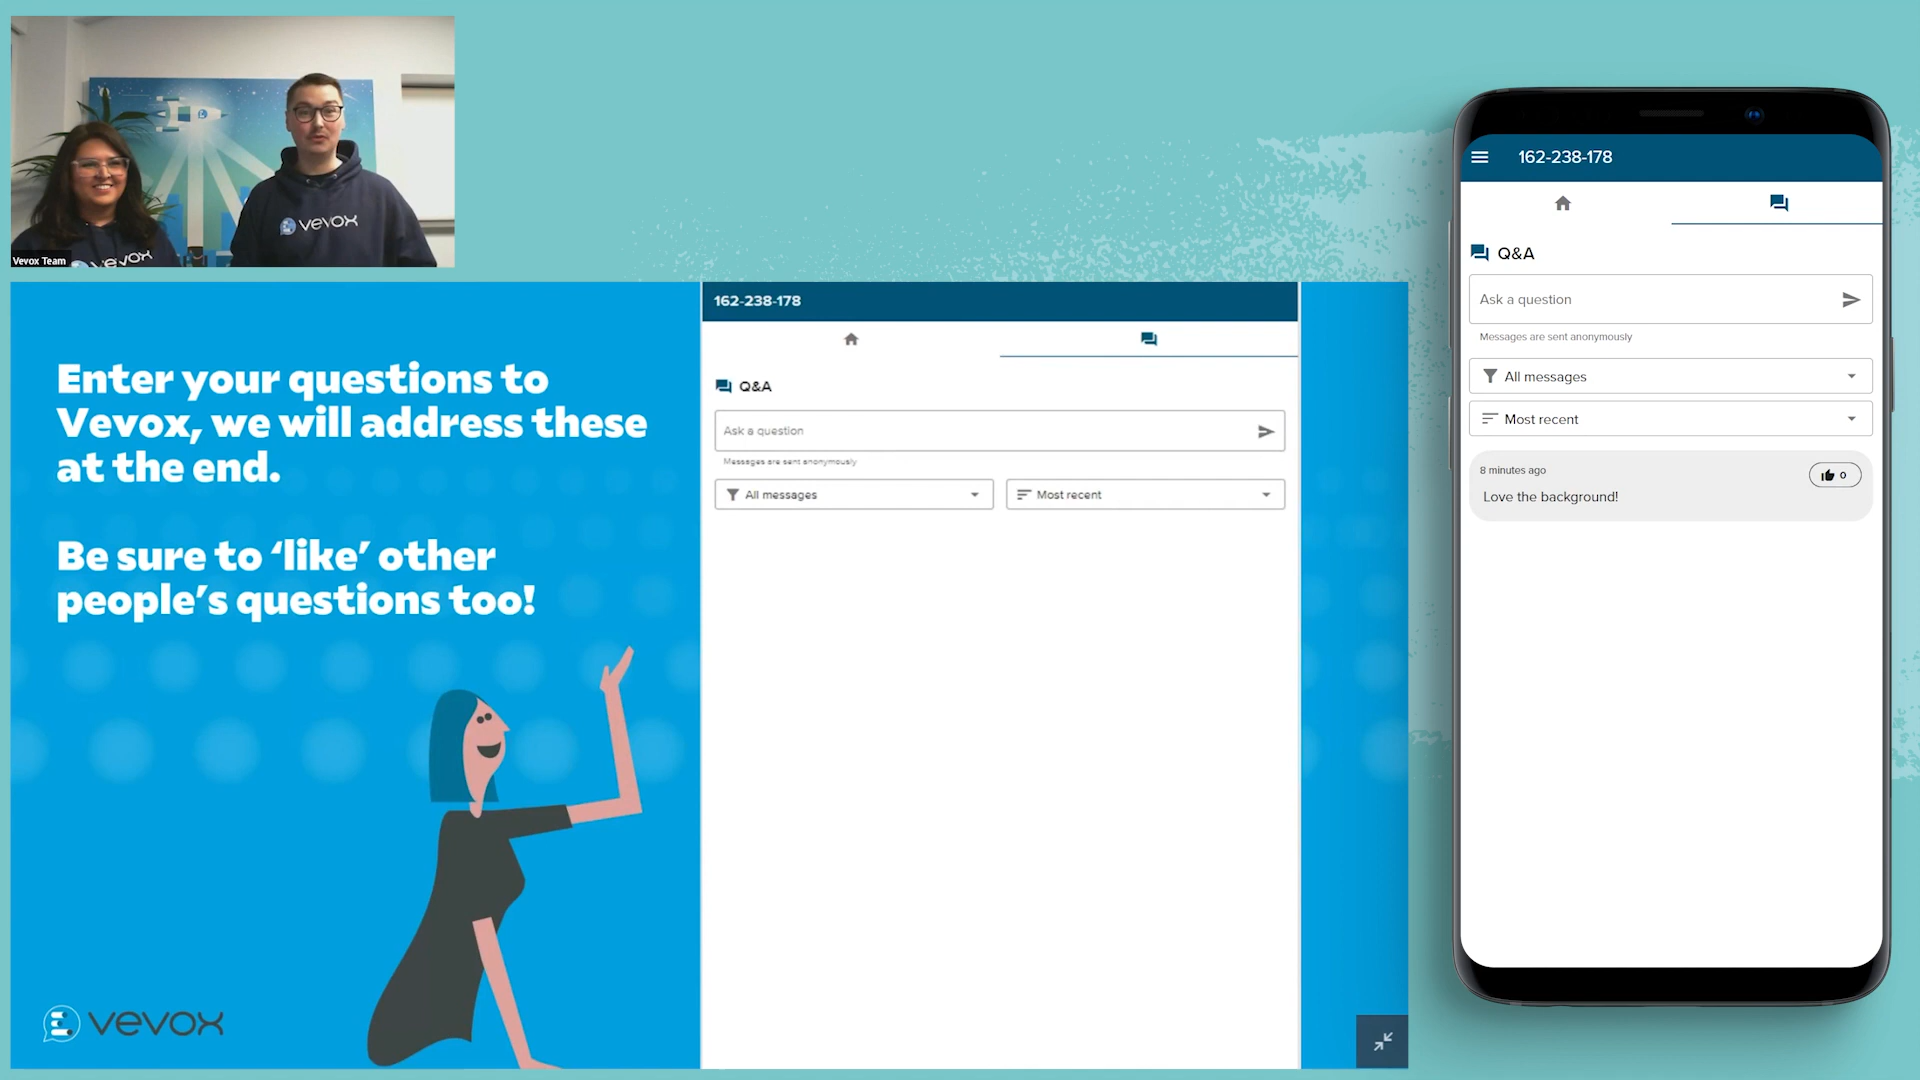 vevox
vevox
Vevox Team
Enter your questions to
Vevox, we will address these
at the end.
Be sure to ‘like’ other
people’s questions too!
vevox
162-238-178
Q&A
Ask a question
Messages are sent anonymously
All messages
Most recent
162-238-178
Q&A
Ask a question
Messages are sent anonymously
All messages
Most recent
8 minutes ago
0
Love the background!